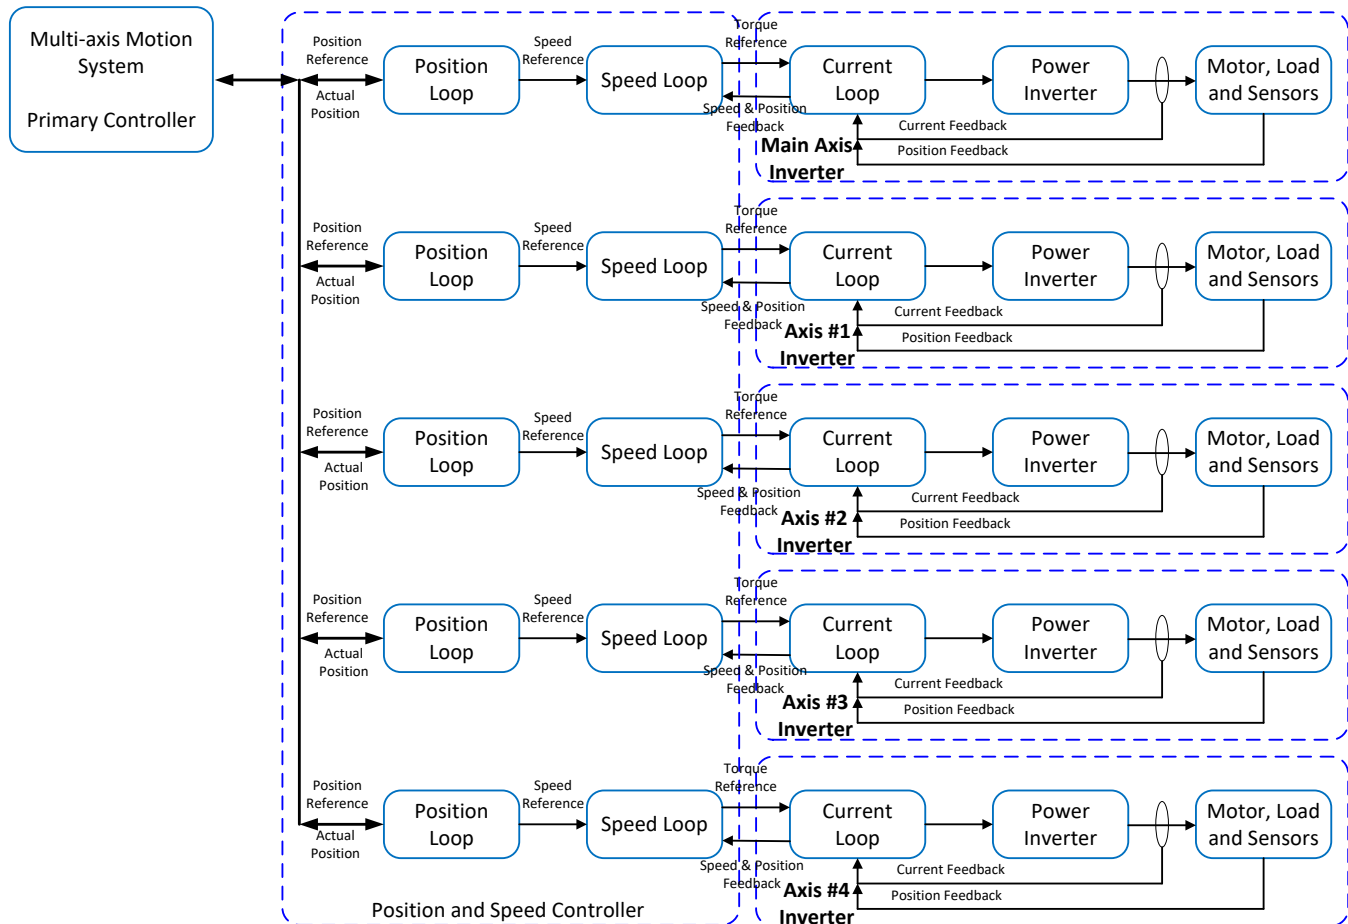 Multi-axis Motion
System
Primary Controller
Position
Reference
Actual
Position
Position
Loop
Speed
Reference
Speed Loop
Torque
Reference
Speed & Position
Feedback
Current
Loop
Power
Inverter
Motor, Load
and Sensors
Current Feedback
Position Feedback
Main Axis
Inverter
Position
Reference
Actual
Position
Position
Loop
Speed
Reference
Speed Loop
Torque
Reference
Speed & Position
Feedback
Current
Loop
Power
Inverter
Motor, Load
and Sensors
Current Feedback
Position Feedback
Axis #1
Inverter
Position
Reference
Actual
Position
Position
Loop
Speed
Reference
Speed Loop
Torque
Reference
Speed & Position
Feedback
Current
Loop
Power
Inverter
Motor, Load
and Sensors
Current Feedback
Position Feedback
Axis #2
Inverter
Position
Reference
Actual
Position
Position
Loop
Speed
Reference
Speed Loop
Torque
Reference
Speed & Position
Feedback
Current
Loop
Power
Inverter
Motor, Load
and Sensors
Current Feedback
Position Feedback
Axis #3
Inverter
Position
Reference
Actual
Position
Position
Loop
Speed
Reference
Speed Loop
Torque
Reference
Speed & Position
Feedback
Current
Loop
Power
Inverter
Motor, Load
and Sensors
Current Feedback
Position Feedback
Axis #4
Inverter
Position and Speed Controller